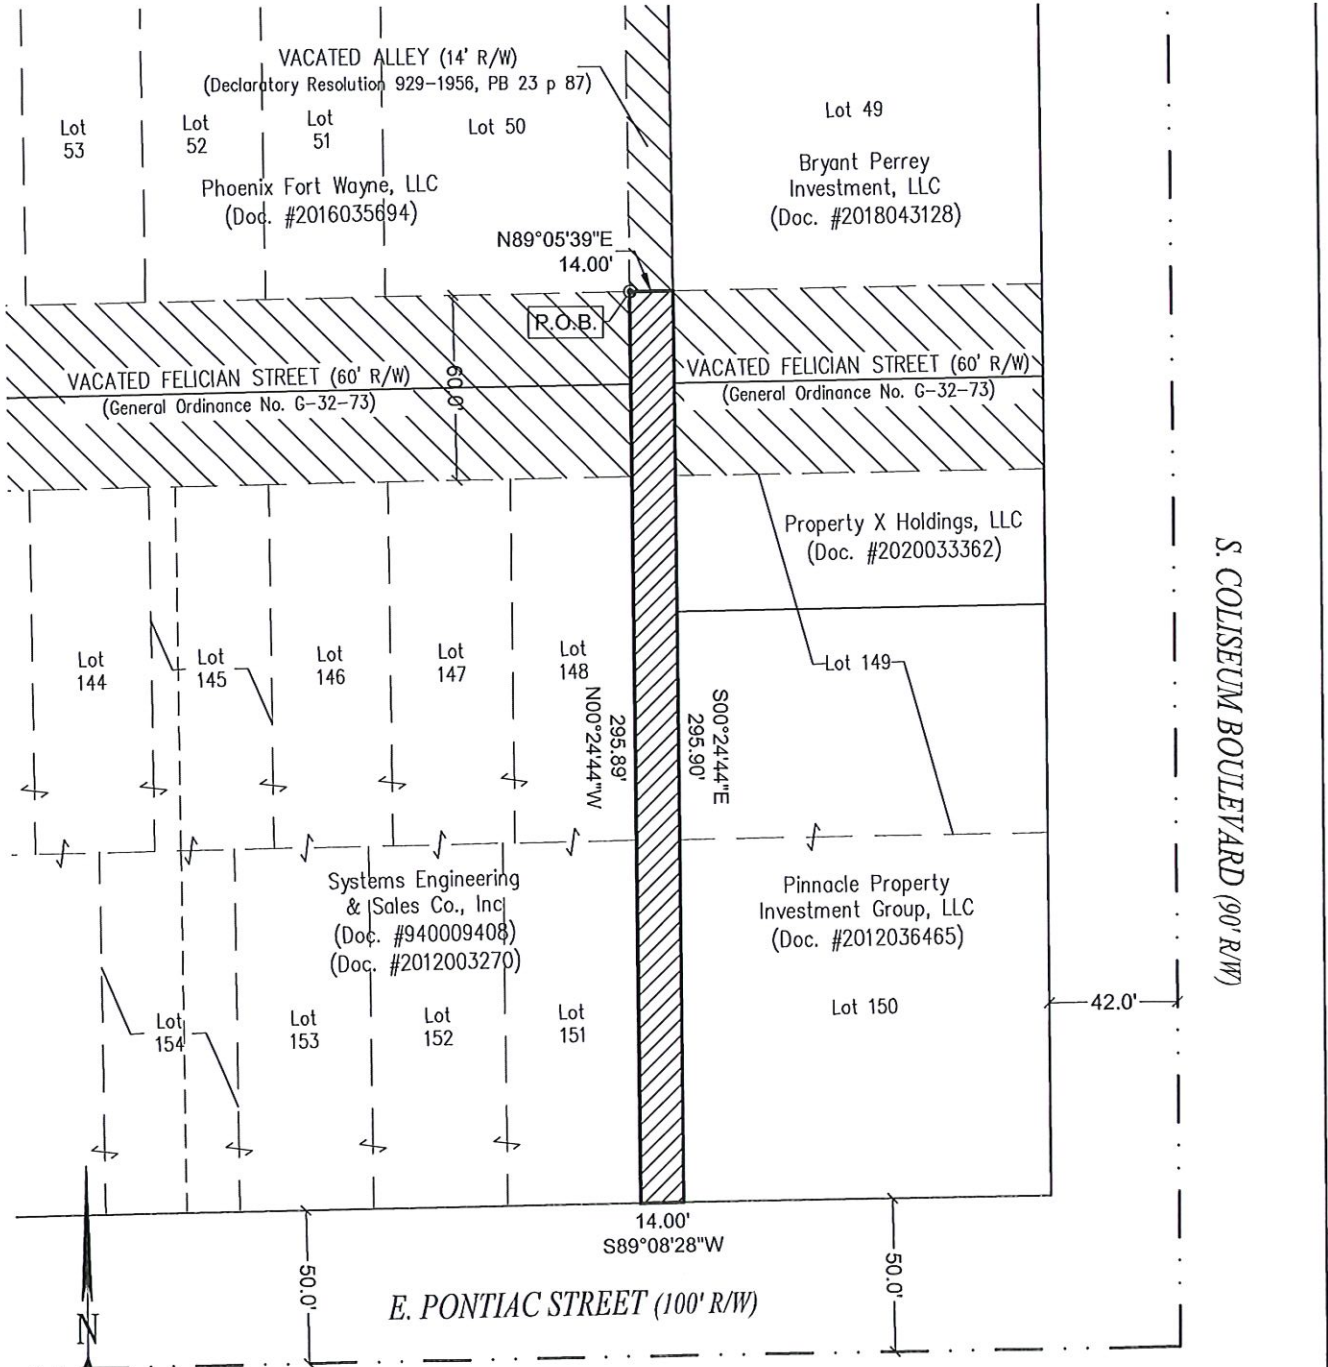 VACATED ALLEY (14' R/W)
(Declaratory Resolution 929-1956, PB 23 p 87)
Lot
53
Lot
52
Lot
51
Lot 50
Lot 49
Phoenix Fort Wayne, LLC
(Doc. #2016035694)
Bryant Perrey
Investment, LLC
(Doc. #2018043128)
N89°05'39"E
14.00'
P.O.B.
VACATED FELICIAN STREET (60' R/W)
(General Ordinance No. G-32-73)
60.0'
VACATED FELICIAN STREET (60' R/W)
(General Ordinance No. G-32-73)
Property X Holdings, LLC
(Doc. #2020033362)
Lot
144
Lot
145
Lot
146
Lot
147
Lot
148
Lot 149
N00°24'44"W
295.89'
S00°24'44"E
295.90'
S. COLISEUM BOULEVARD (90' R/W)
Systems Engineering
& Sales Co., Inc
(Doc. #940009408)
(Doc. #2012003270)
Pinnacle Property
Investment Group, LLC
(Doc. #2012036465)
Lot
154
Lot
153
Lot
152
Lot
151
Lot 150
42.0'
14.00'
S89°08'28"W
50.0'
50.0'
E. PONTIAC STREET (100' R/W)
N